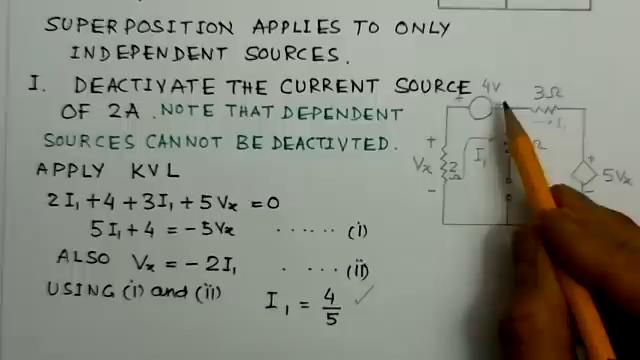 SUPERPOSITION APPLIES TO ONLY
INDEPENDENT SOURCES.
I. DEACTIVATE THE CURRENT SOURCE
OF 2A. NOTE THAT DEPENDENT
SOURCES CANNOT BE DEACTIVTED.
APPLY KVL
2I₁ + 4 + 3I₁ + 5Vx = 0
5I₁ + 4 = -5Vx ...... (i)
ALSO Vx = -2I₁ .... (ii)
USING (i) and (ii) I₁ = 4/5 ✓
4V
+
3Ω
→ I₁
+
Vx
-
2Ω
I₁
Ω
+
5Vx
-